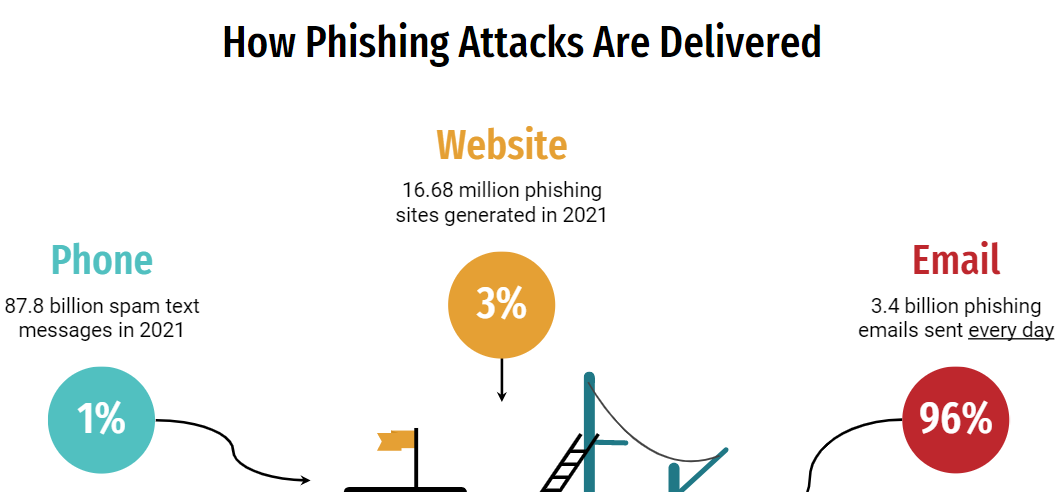 How Phishing Attacks Are Delivered
Website
16.68 million phishing
sites generated in 2021
3%
Phone
87.8 billion spam text
messages in 2021
1%
Email
3.4 billion phishing
emails sent every day
96%